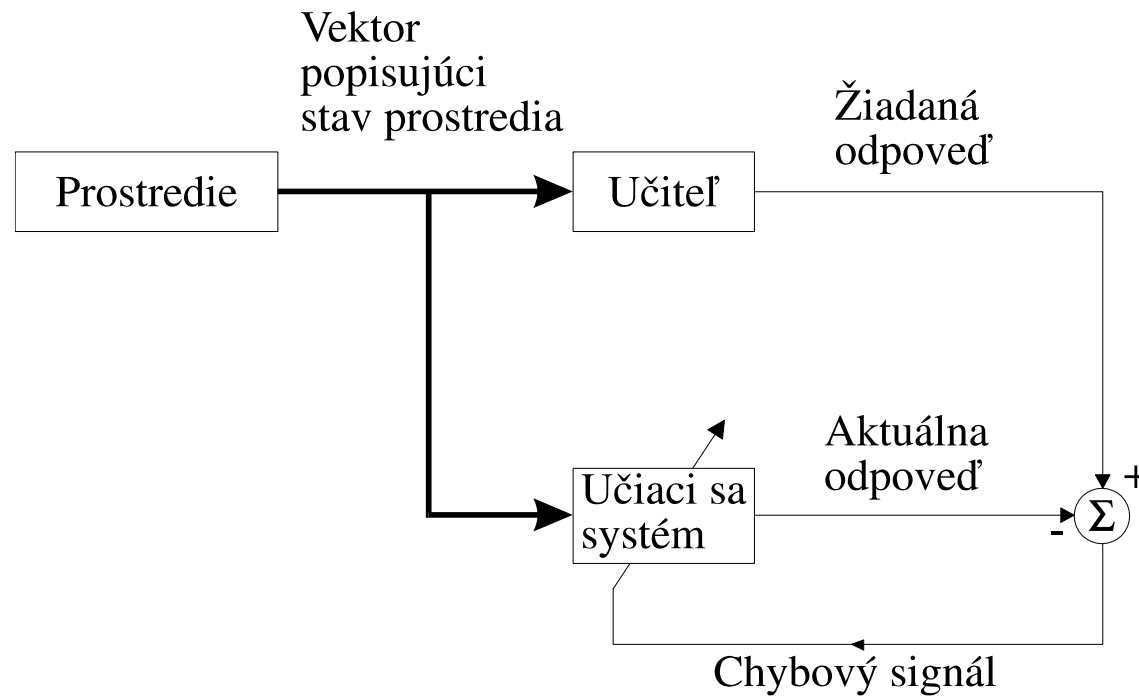 Vektor
popisujúci
stav prostredia
Žiadaná
odpoveď
Prostredie
Učiteľ
Aktuálna
odpoveď
Učiaci sa
systém
+
-
Σ
Chybový signál